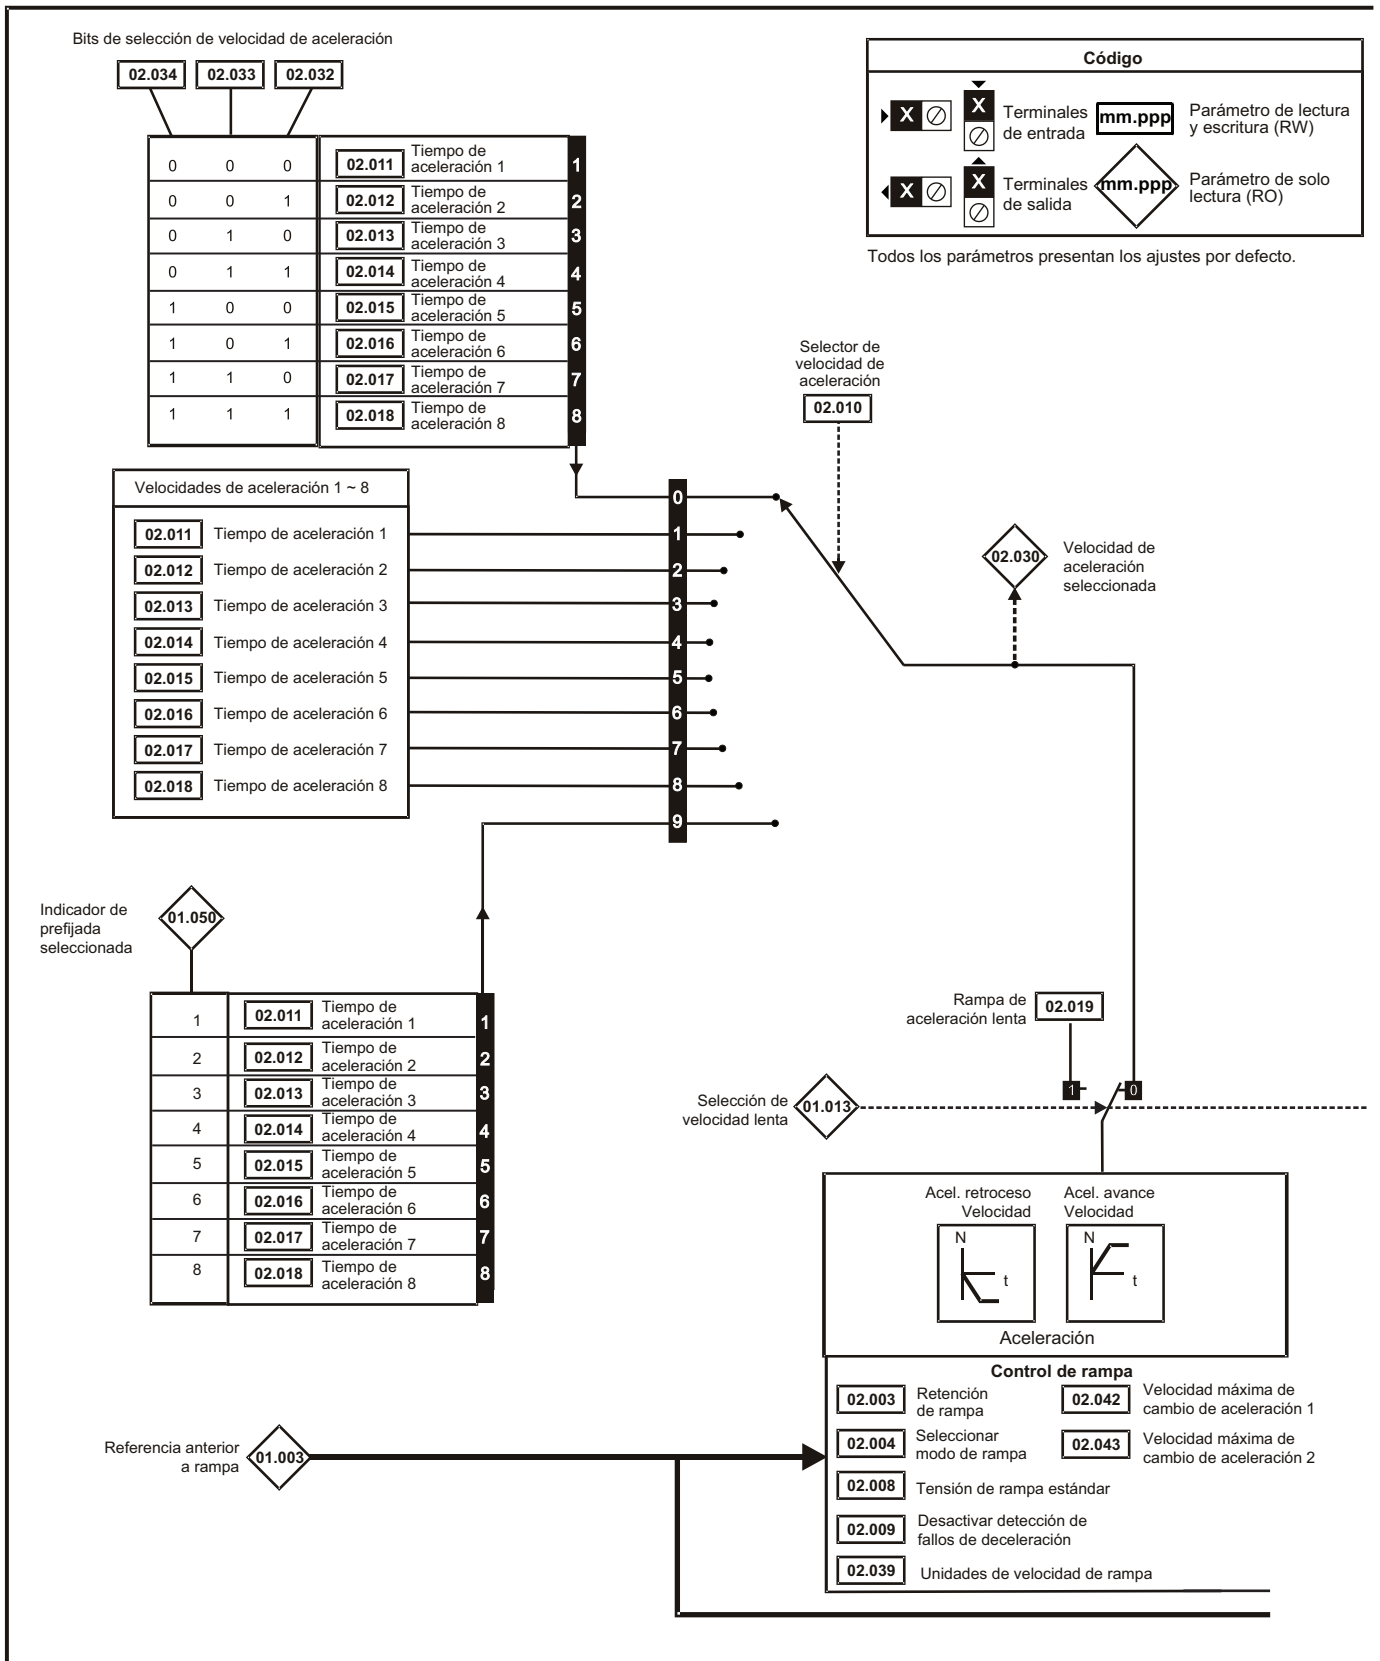 Bits de selección de velocidad de aceleración
02.034 02.033 02.032
0 0 0 02.011 Tiempo de
aceleración 1 1
0 0 1 02.012 Tiempo de
aceleración 2 2
0 1 0 02.013 Tiempo de
aceleración 3 3
0 1 1 02.014 Tiempo de
aceleración 4 4
1 0 0 02.015 Tiempo de
aceleración 5 5
1 0 1 02.016 Tiempo de
aceleración 6 6
1 1 0 02.017 Tiempo de
aceleración 7 7
1 1 1 02.018 Tiempo de
aceleración 8 8
Código
X X Terminales
de entrada
mm.ppp Parámetro de lectura
y escritura (RW)
X X Terminales
de salida
mm.ppp Parámetro de solo
lectura (RO)
Todos los parámetros presentan los ajustes por defecto.
Selector de
velocidad de
aceleración
02.010
Velocidades de aceleración 1 ~ 8
02.011 Tiempo de aceleración 1
02.012 Tiempo de aceleración 2
02.013 Tiempo de aceleración 3
02.014 Tiempo de aceleración 4
02.015 Tiempo de aceleración 5
02.016 Tiempo de aceleración 6
02.017 Tiempo de aceleración 7
02.018 Tiempo de aceleración 8
0
1
2
3
4
5
6
7
8
9
02.030 Velocidad de
aceleración
seleccionada
Indicador de
prefijada
seleccionada
01.050
1 02.011 Tiempo de
aceleración 1 1
2 02.012 Tiempo de
aceleración 2 2
3 02.013 Tiempo de
aceleración 3 3
4 02.014 Tiempo de
aceleración 4 4
5 02.015 Tiempo de
aceleración 5 5
6 02.016 Tiempo de
aceleración 6 6
7 02.017 Tiempo de
aceleración 7 7
8 02.018 Tiempo de
aceleración 8 8
Rampa de
aceleración lenta
02.019
1 0
Selección de
velocidad lenta
01.013
Acel. retroceso
Velocidad
N
t
Acel. avance
Velocidad
N
t
Aceleración
Control de rampa
02.003 Retención
de rampa
02.042 Velocidad máxima de
cambio de aceleración 1
02.004 Seleccionar
modo de rampa
02.043 Velocidad máxima de
cambio de aceleración 2
02.008 Tensión de rampa estándar
02.009 Desactivar detección de
fallos de deceleración
02.039 Unidades de velocidad de rampa
Referencia anterior
a rampa
01.003